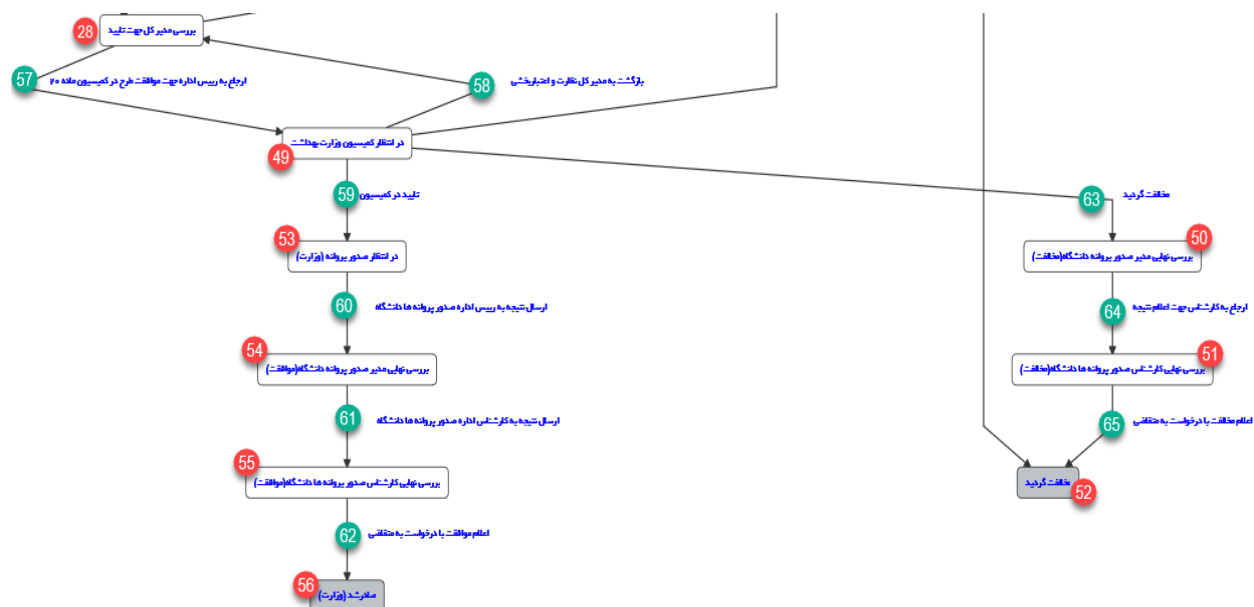 28
بررسی مدیر کل جهت تایید
57
ارجاع به رییس اداره جهت موافقت طرح در کمیسیون ماده ۲۰
58
بازگشت به مدیر کل نظارت و اعتباربخشی
در انتظار کمیسیون وزارت بهداشت
49
59
تایید در کمیسیون
63
مخالفت گردید
53
در انتظار صدور پروانه (وزارت)
50
بررسی نهایی مدیر صدور پروانه دانشگاه(مخالفت)
60
ارسال نتیجه به رییس اداره صدور پروانه ها دانشگاه
64
ارجاع به کارشناس جهت اعلام نتیجه
54
بررسی نهایی مدیر صدور پروانه دانشگاه(موافقت)
51
بررسی نهایی کارشناس صدور پروانه ها دانشگاه(مخالفت)
61
ارسال نتیجه به کارشناس اداره صدور پروانه ها دانشگاه
65
اعلام مخالفت با درخواست به متقاضی
55
بررسی نهایی کارشناس صدور پروانه ها دانشگاه(موافقت)
مخالفت گردید
52
62
اعلام موافقت با درخواست به متقاضی
56
صادر شد (وزارت)